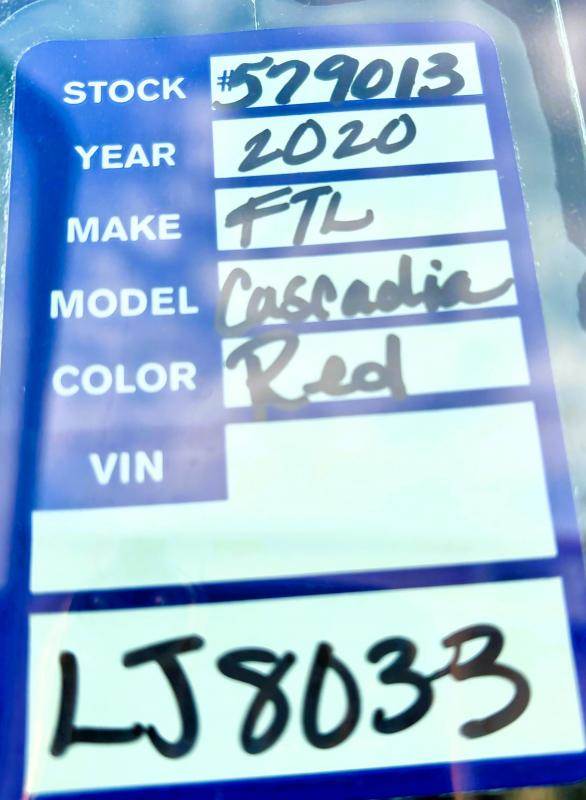 STOCK #579013
YEAR 2020
MAKE FTL
MODEL Cascadia
COLOR Red
VIN
LJ8033